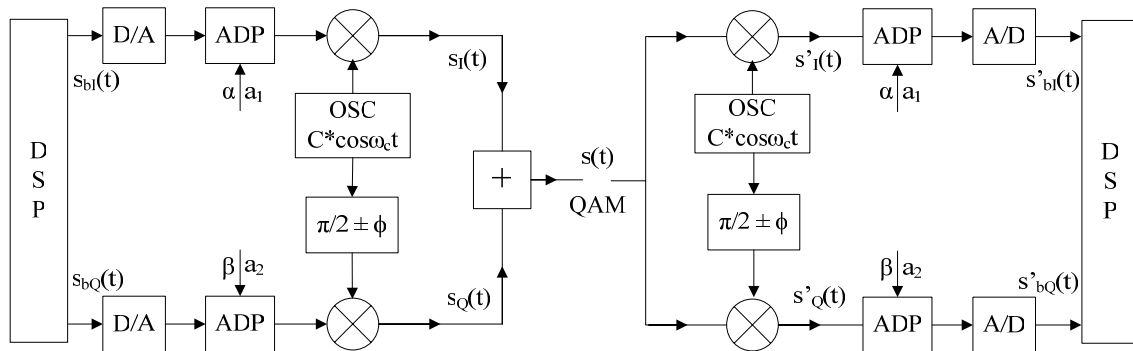 D/A ADP
s_bI(t) s_I(t)
α a₁
OSC
C*cosω_ct
D
S
P
+
π/2 ± ϕ
s_bQ(t) β a₂ s_Q(t)
D/A ADP
s(t)
QAM
ADP A/D
s'_I(t) s'_bI(t)
α a₁
OSC
C*cosω_ct
D
S
P
π/2 ± ϕ
β a₂
s'_Q(t) s'_bQ(t)
ADP A/D